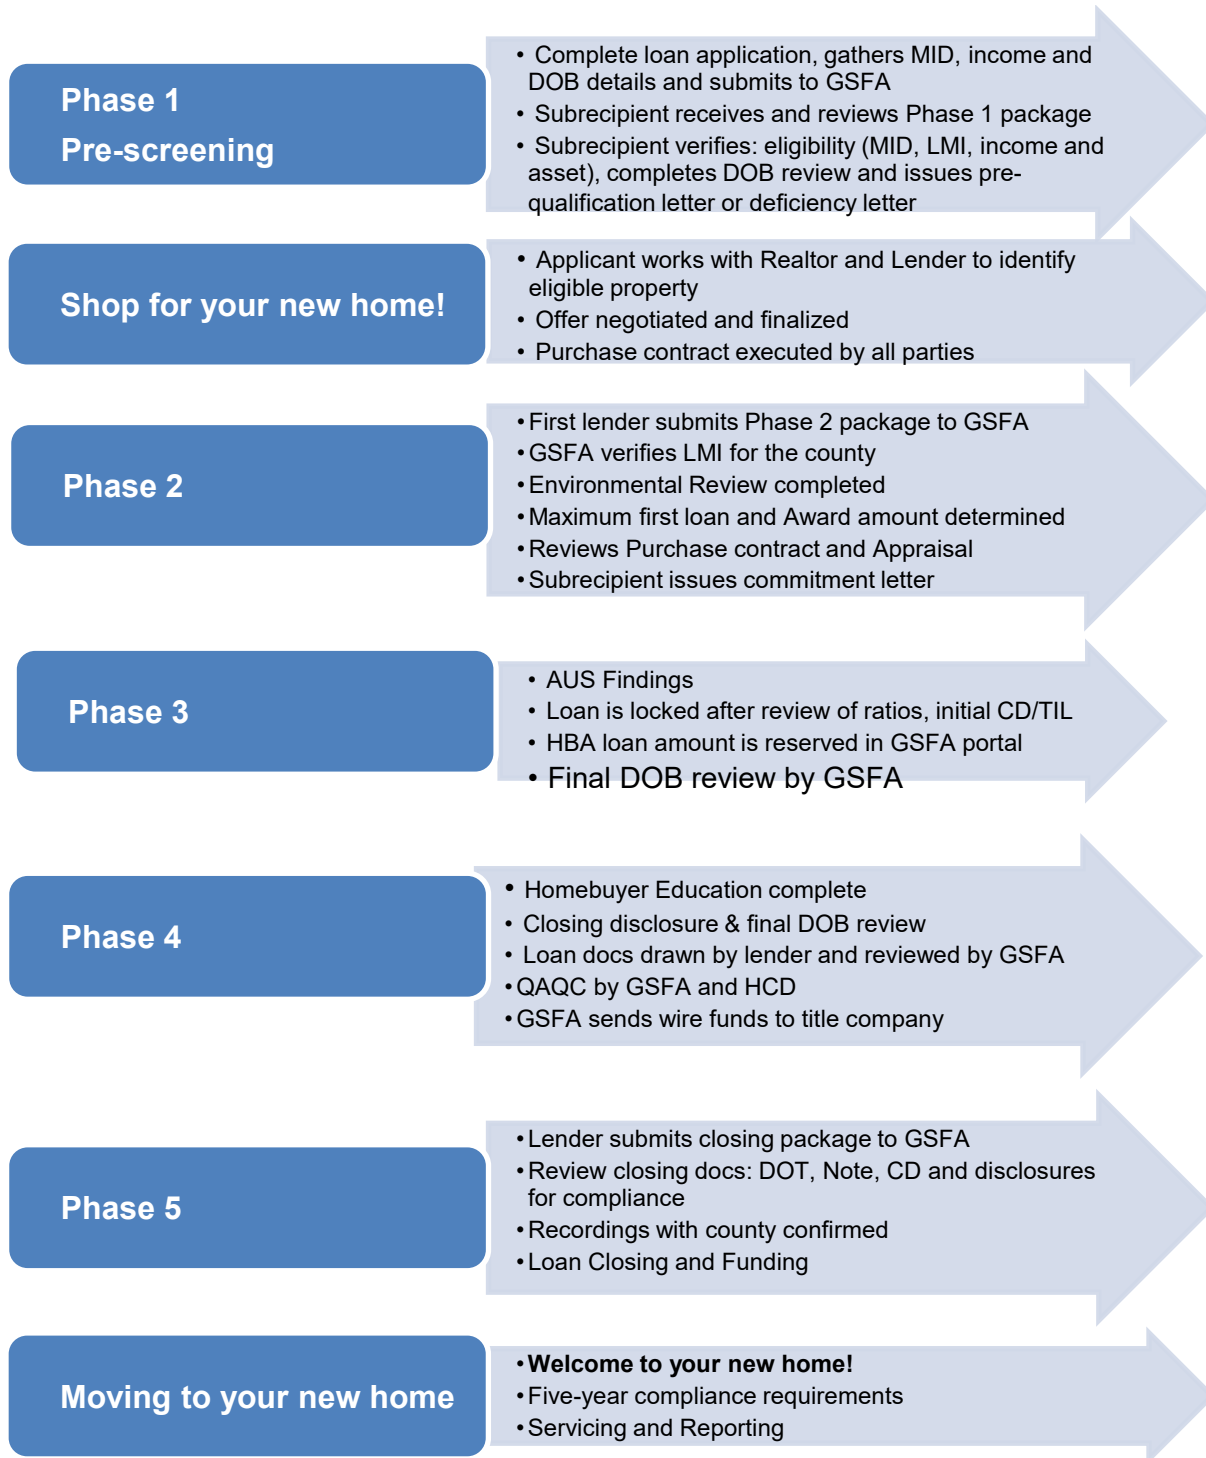 Phase 1
Pre-screening
• Complete loan application, gathers MID, income and
DOB details and submits to GSFA
• Subrecipient receives and reviews Phase 1 package
• Subrecipient verifies: eligibility (MID, LMI, income and
asset), completes DOB review and issues pre-
qualification letter or deficiency letter
Shop for your new home!
• Applicant works with Realtor and Lender to identify
eligible property
• Offer negotiated and finalized
• Purchase contract executed by all parties
Phase 2
• First lender submits Phase 2 package to GSFA
• GSFA verifies LMI for the county
• Environmental Review completed
• Maximum first loan and Award amount determined
• Reviews Purchase contract and Appraisal
• Subrecipient issues commitment letter
Phase 3
• AUS Findings
• Loan is locked after review of ratios, initial CD/TIL
• HBA loan amount is reserved in GSFA portal
• Final DOB review by GSFA
Phase 4
• Homebuyer Education complete
• Closing disclosure & final DOB review
• Loan docs drawn by lender and reviewed by GSFA
• QAQC by GSFA and HCD
• GSFA sends wire funds to title company
Phase 5
• Lender submits closing package to GSFA
• Review closing docs: DOT, Note, CD and disclosures
for compliance
• Recordings with county confirmed
• Loan Closing and Funding
Moving to your new home
• Welcome to your new home!
• Five-year compliance requirements
• Servicing and Reporting